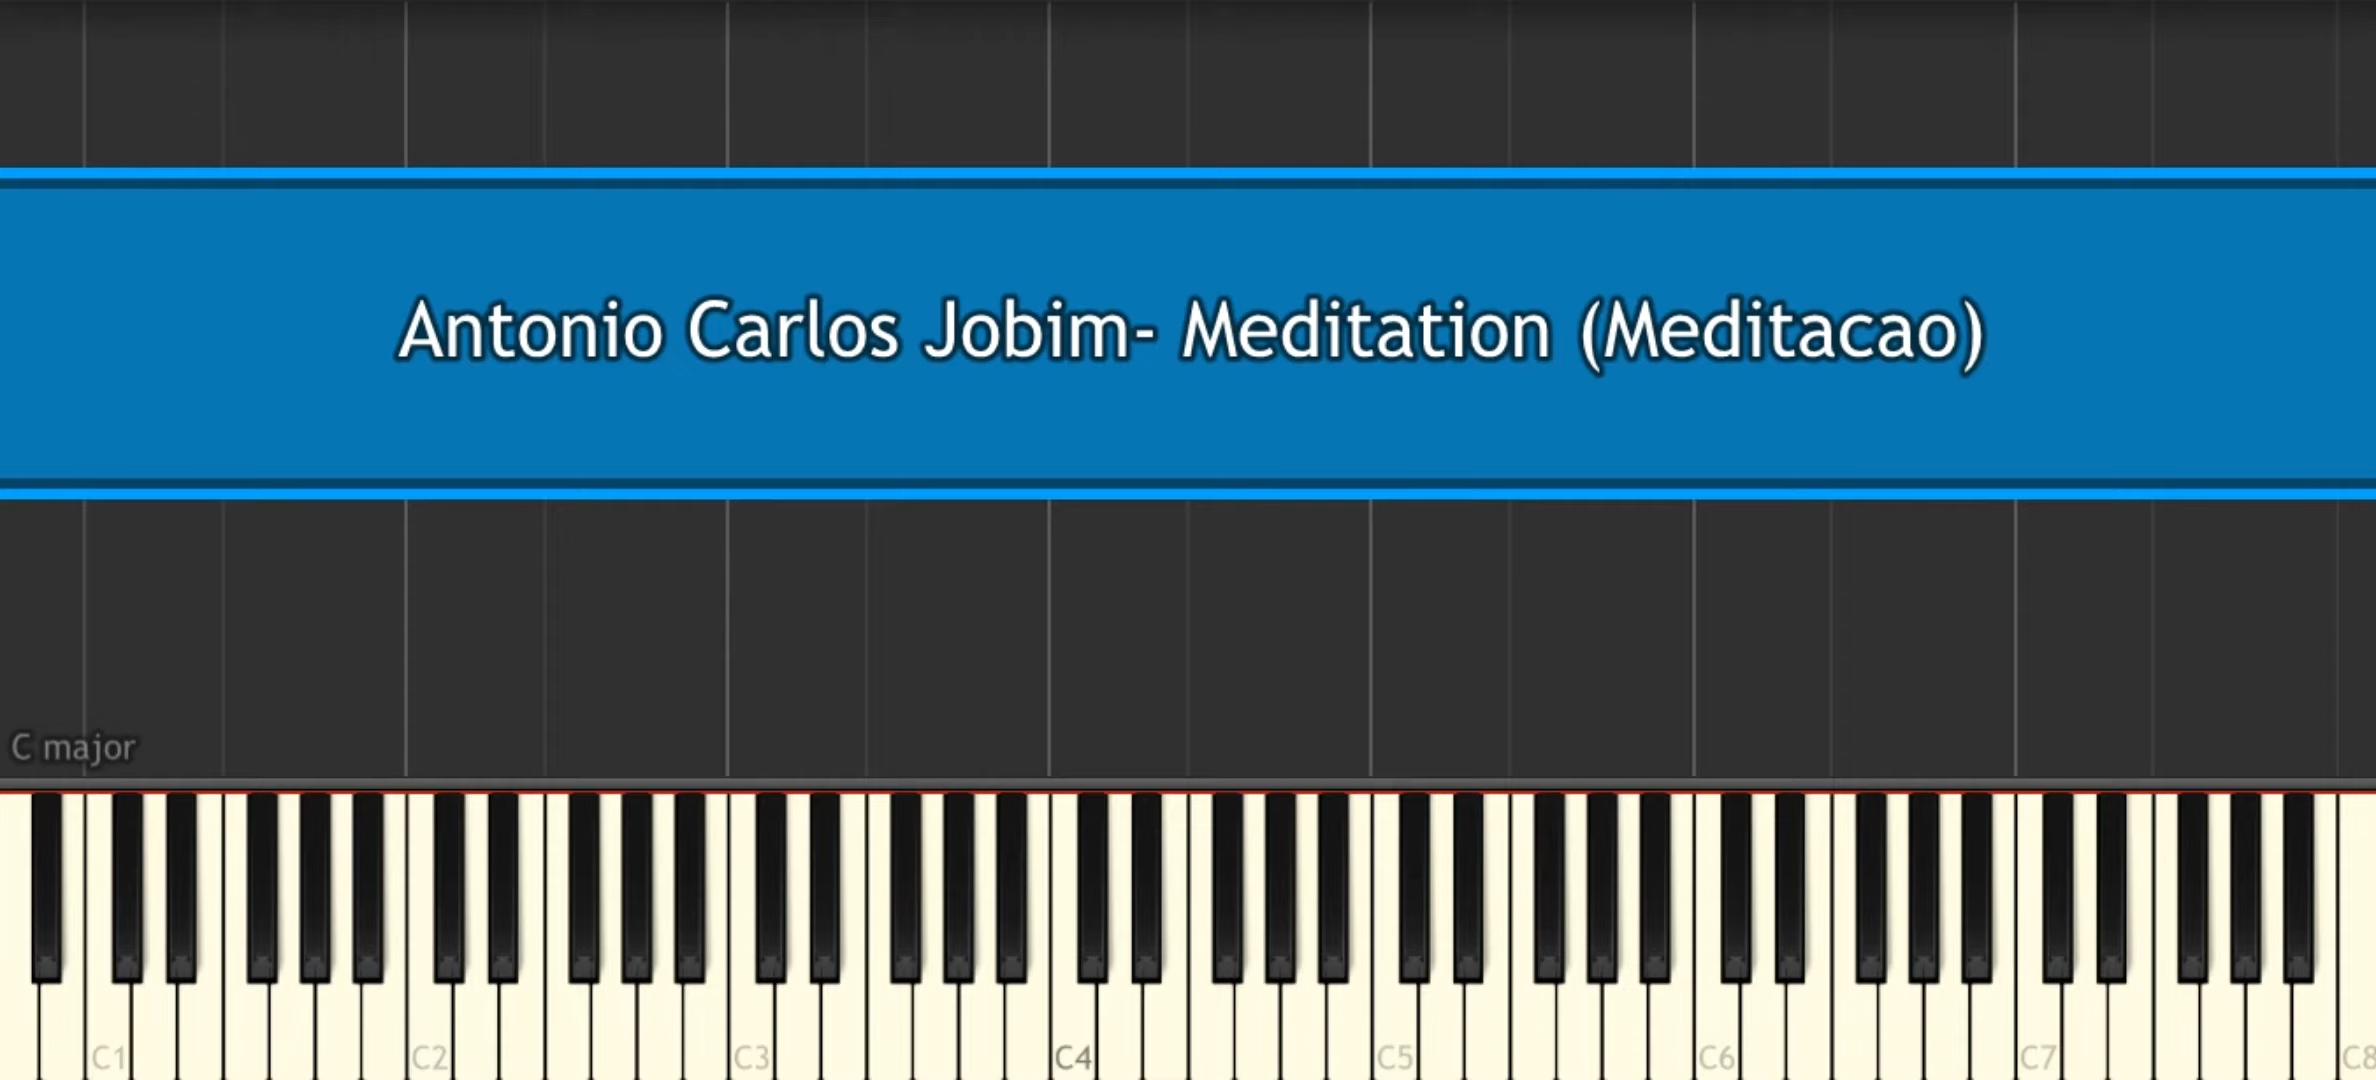 Antonio Carlos Jobim- Meditation (Meditacao)
C major
C1 C2 C3 C4 C5 C6 C7 C8